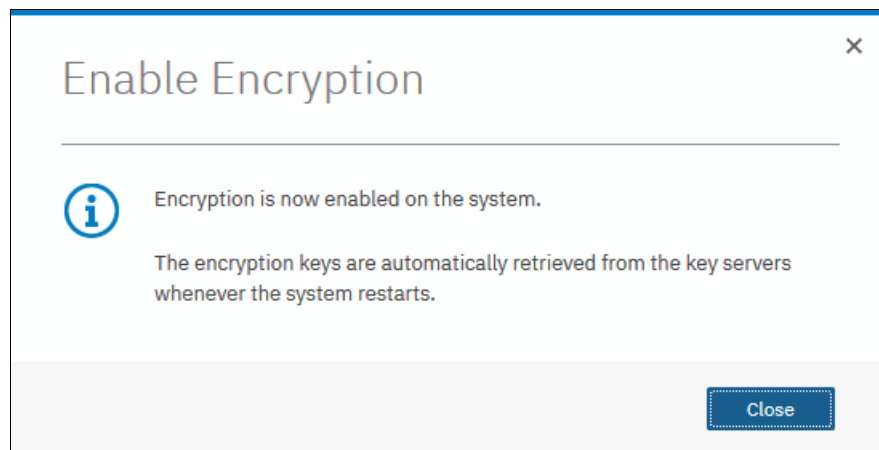 Enable Encryption
Encryption is now enabled on the system.
The encryption keys are automatically retrieved from the key servers
whenever the system restarts.
Close